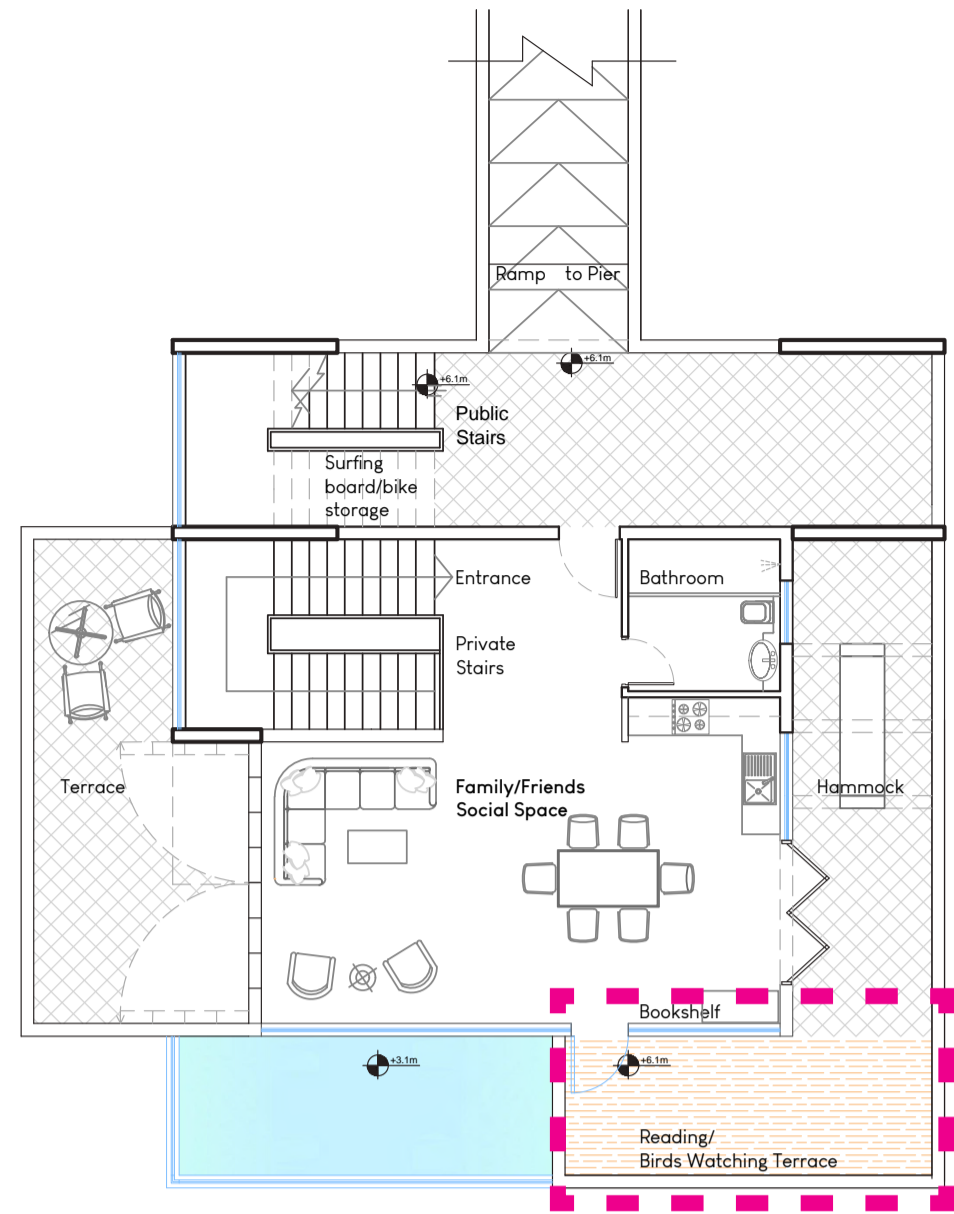 Ramp to Pier
+6.1m
+6.1m
Public
Stairs
Surfing
board/bike
storage
Entrance
Bathroom
Private
Stairs
Terrace
Family/Friends
Social Space
Hammock
Bookshelf
+3.1m
+6.1m
Reading/
Birds Watching Terrace